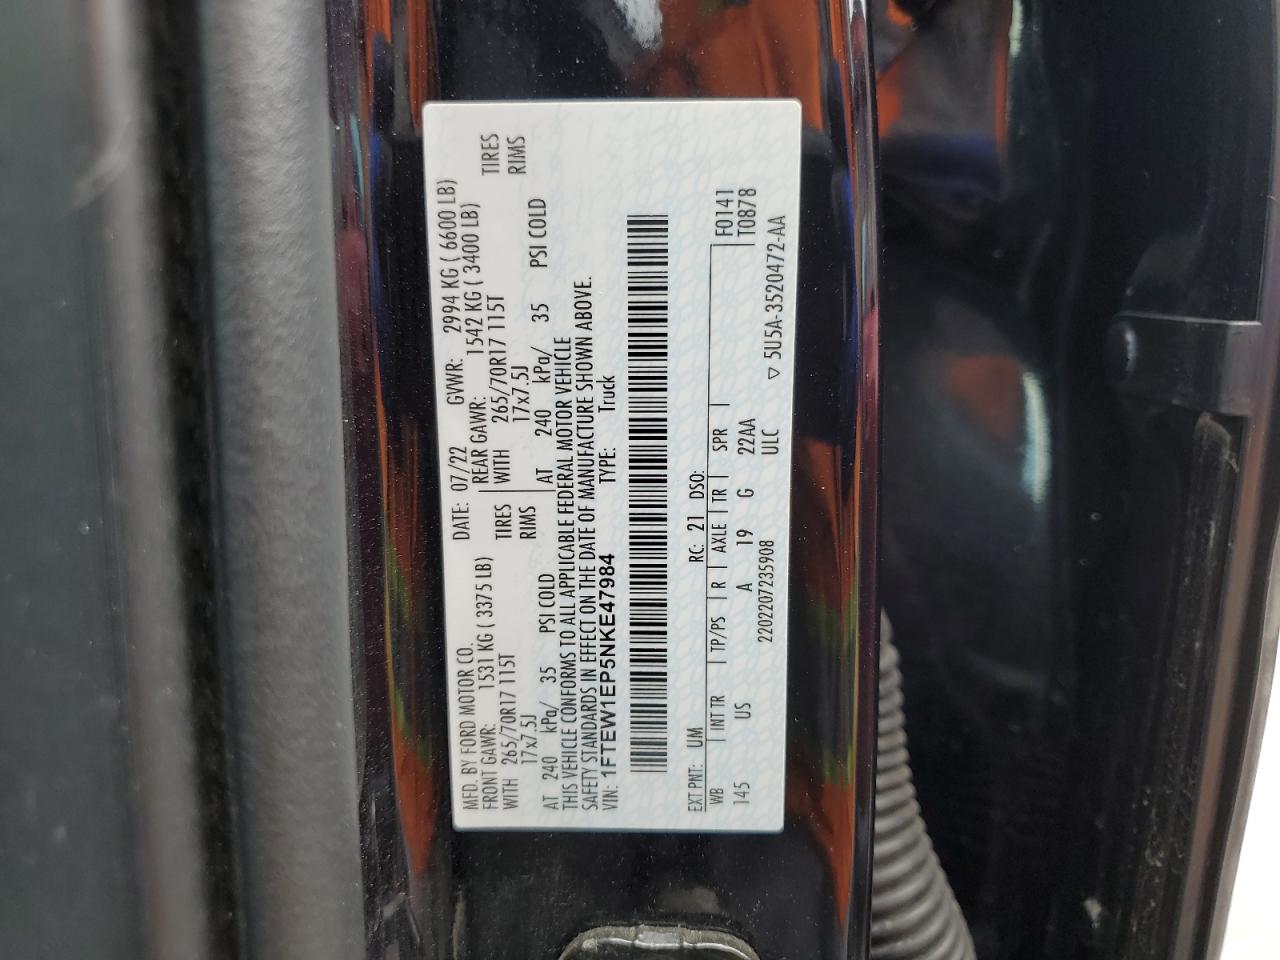 MFD. BY FORD MOTOR CO. DATE: 07/22 GVWR: 2994 KG ( 6600 LB)
FRONT GAWR: 1531 KG ( 3375 LB) REAR GAWR: 1542 KG ( 3400 LB)
WITH 265/70R17 115T TIRES WITH 265/70R17 115T TIRES
17x7.5J RIMS 17x7.5J RIMS
AT 240 kPa/ 35 PSI COLD AT 240 kPa/ 35 PSI COLD
THIS VEHICLE CONFORMS TO ALL APPLICABLE FEDERAL MOTOR VEHICLE
SAFETY STANDARDS IN EFFECT ON THE DATE OF MANUFACTURE SHOWN ABOVE.
VIN: 1FTEW1EP5NKE47984 TYPE: Truck
EXT PNT: UM RC: 21 DSO:
WB INT TR TP/PS R AXLE TR SPR F0141
145 US A 19 G 22AA T0878
2202207235908 ULC ▽ 5U5A-3520472-AA